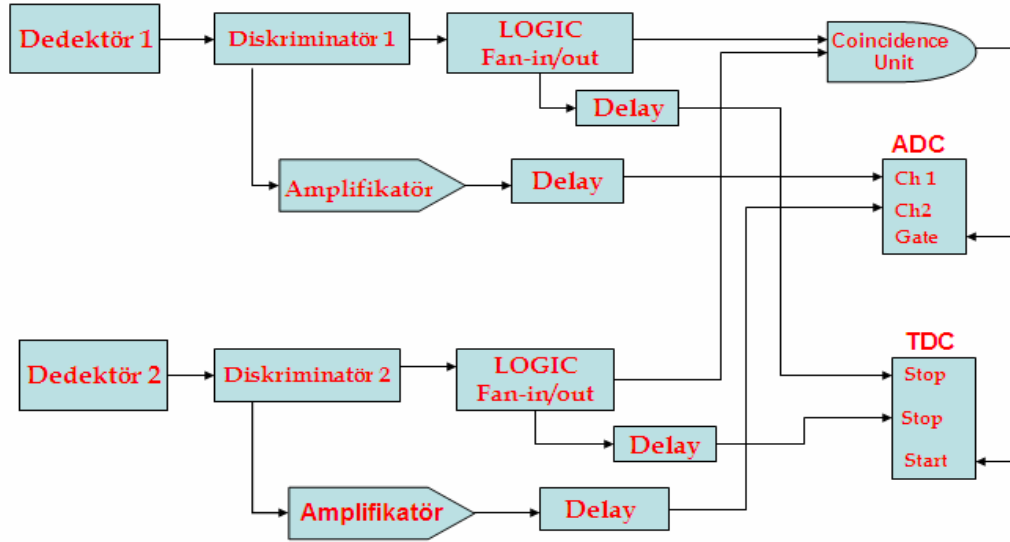 Dedektör 1
Diskriminatör 1
LOGIC
Fan-in/out
Coincidence
Unit
Delay
Amplifikatör
Delay
ADC
Ch 1
Ch2
Gate
Dedektör 2
Diskriminatör 2
LOGIC
Fan-in/out
Delay
Amplifikatör
Delay
TDC
Stop
Stop
Start